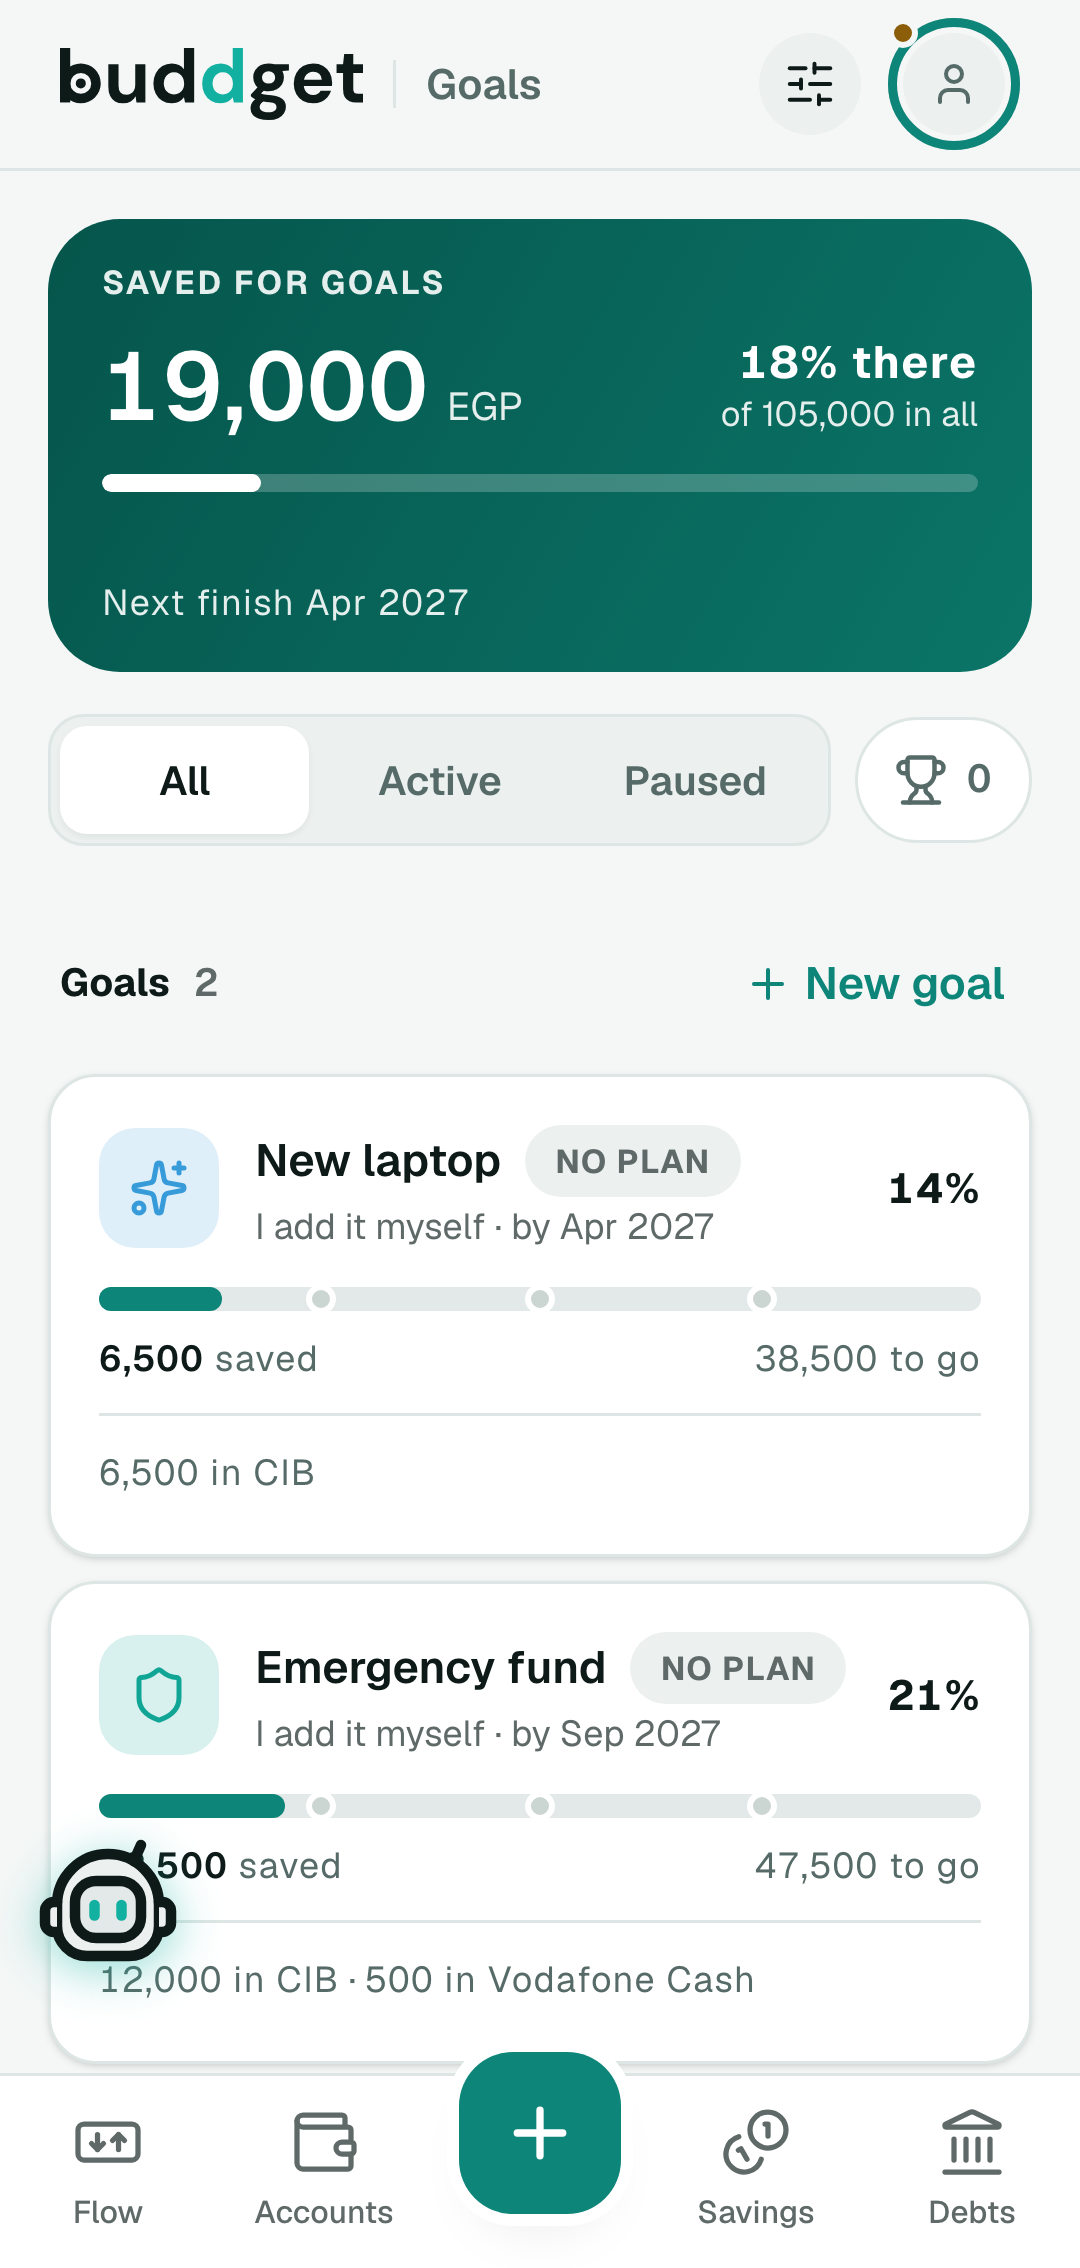 buddget
Goals
SAVED FOR GOALS
19,000 EGP
18% there
of 105,000 in all
Next finish Apr 2027
All
Active
Paused
0
Goals 2
+ New goal
New laptop
NO PLAN
14%
I add it myself · by Apr 2027
6,500 saved
38,500 to go
6,500 in CIB
Emergency fund
NO PLAN
21%
I add it myself · by Sep 2027
500 saved
47,500 to go
12,000 in CIB · 500 in Vodafone Cash
Flow
Accounts
Savings
Debts